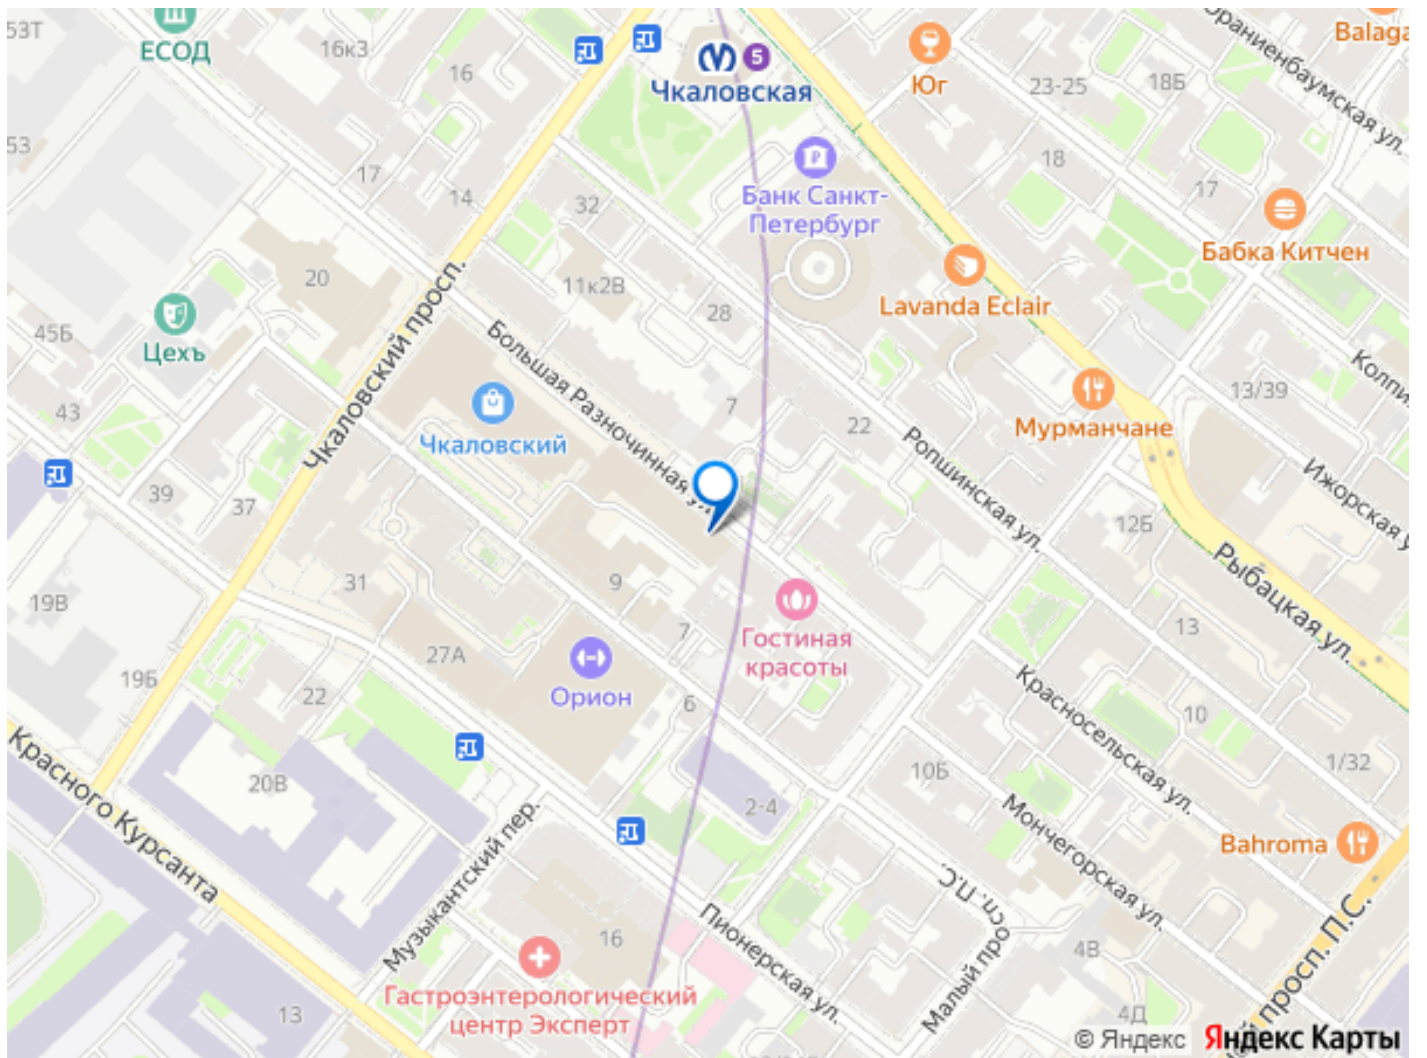 53Т
ЕСОД
16к3
16
5
Чкаловская
Юг
23-25
18Б
Ораниенбаумская ул.
53
17
14
32
Банк Санкт-
Петербург
18
17
Бабка Китчен
20
11к2В
28
Lavanda Eclair
45Б
Цехъ
Чкаловский просп.
Большая Разночинная ул.
7
22
Мурманчане
13/39
43
Чкаловский
Ропшинская ул.
39
37
12Б
Ижорская у
Рыбацкая ул.
19В
31
9
7
Гостиная
красоты
13
27А
Орион
19Б
22
6
Красносельская ул.
10
1/32
Красного Курсанта
20В
10Б
2-4
Мончегорская ул.
Bahroma
Музыкантский пер.
Малый просп. П.С.
16
Пионерская ул.
4В
й просп. П.С.
Гастроэнтерологический
центр Эксперт
13
4Д
© Яндекс Яндекс Карты